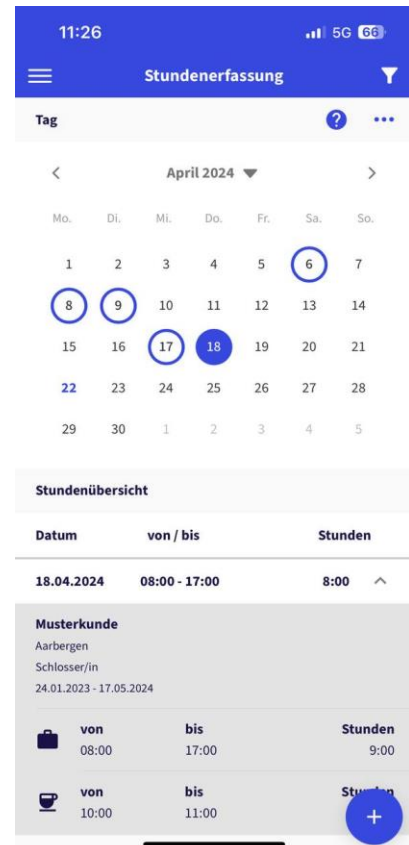 11:26 5G 66
Stundenerfassung
Tag ? •••
< April 2024 >
Mo. Di. Mi. Do. Fr. Sa. So.
1 2 3 4 5 6 7
8 9 10 11 12 13 14
15 16 17 18 19 20 21
22 23 24 25 26 27 28
29 30 1 2 3 4 5
Stundenübersicht
Datum von / bis Stunden
18.04.2024 08:00 - 17:00 8:00
Musterkunde
Aarbergen
Schlosser/in
24.01.2023 - 17.05.2024
von bis Stunden
08:00 17:00 9:00
von bis
10:00 11:00
+